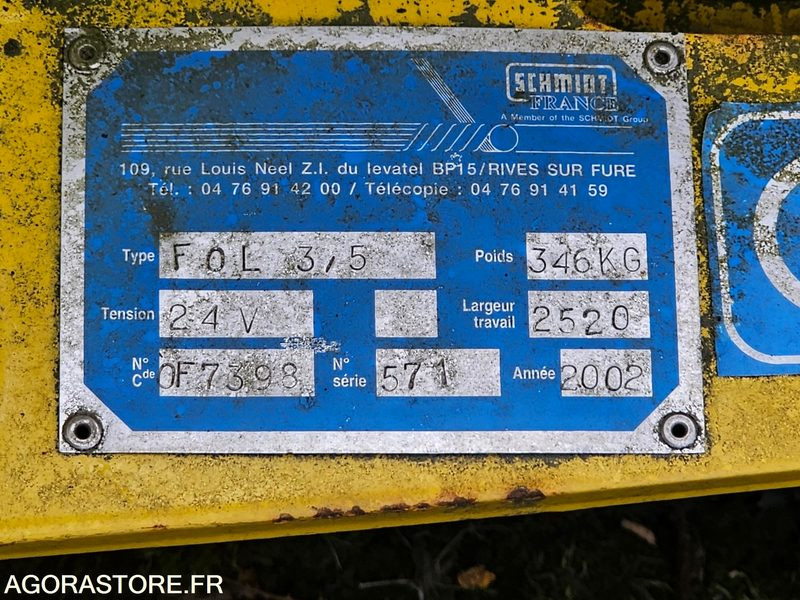 SCHMIDT
FRANCE
A Member of the SCHMIDT Group
109, rue Louis Neel Z.I. du levatel BP15/RIVES SUR FURE
Tél. : 04 76 91 42 00 / Télécopie : 04 76 91 41 59
Type FOL 3,5 Poids 346KG
Tension 24V Largeur travail 2520
N° Cde OF7398 N° série 571 Année 2002
AGORASTORE.FR